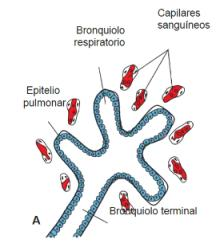 Capilares
sanguíneos
Bronquiolo
respiratorio
Epitelio
pulmonar
A
Bronquiolo terminal